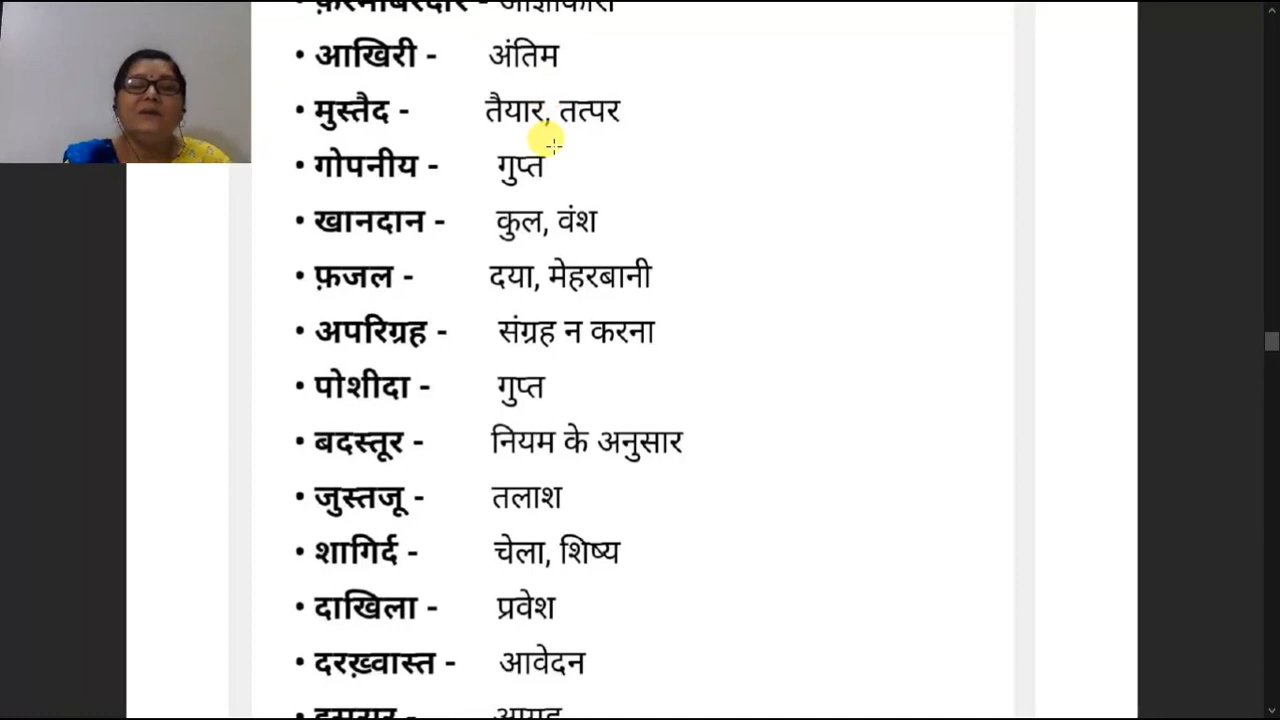 • आखिरी - अंतिम
• मुस्तैद - तैयार, तत्पर
• गोपनीय - गुप्त
• खानदान - कुल, वंश
• फ़जल - दया, मेहरबानी
• अपरिग्रह - संग्रह न करना
• पोशीदा - गुप्त
• बदस्तूर - नियम के अनुसार
• जुस्तजू - तलाश
• शागिर्द - चेला, शिष्य
• दाखिला - प्रवेश
• दरख़्वास्त - आवेदन